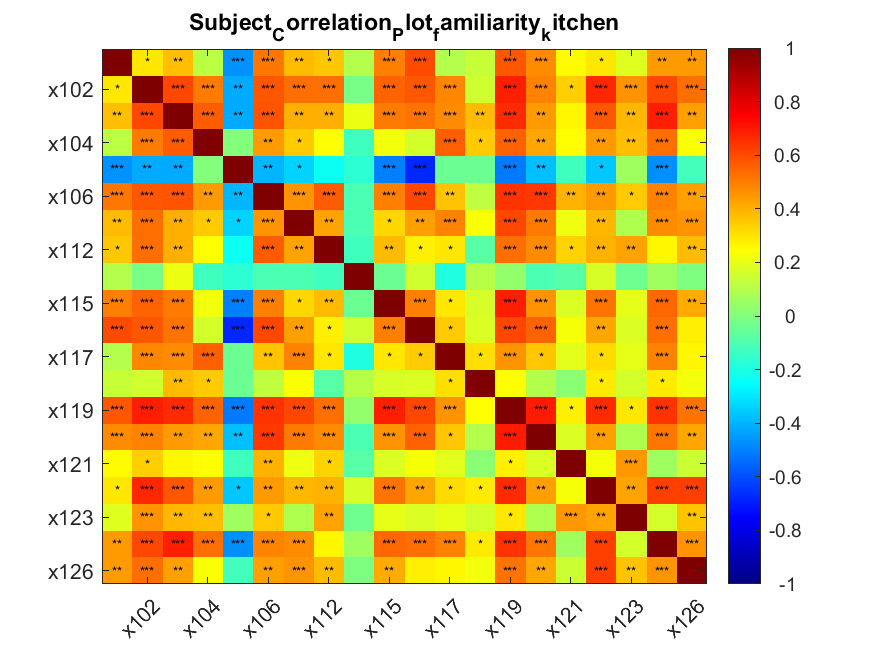 SubjectCorrelationPlotfamiliaritykitchen
x102
x104
x106
x112
x115
x117
x119
x121
x123
x126
x102 x104 x106 x112 x115 x117 x119 x121 x123 x126
1
0.8
0.6
0.4
0.2
0
-0.2
-0.4
-0.6
-0.8
-1